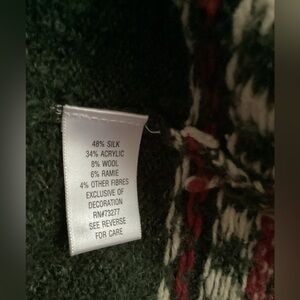 48% SILK
34% ACRYLIC
8% WOOL
6% RAMIE
4% OTHER FIBRES
EXCLUSIVE OF
DECORATION
RN#73277
SEE REVERSE
FOR CARE